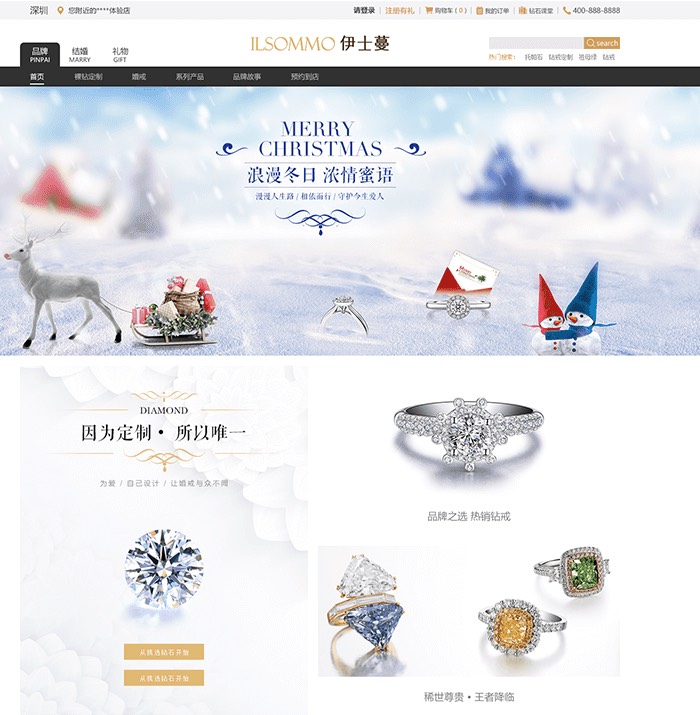 深圳 您附近的****体验店 请登录 注册有礼 购物车 ( 0 ) 我的订单 钻石课堂 400-888-8888
品牌 PINPAI
结婚 MARRY
礼物 GIFT
ILSOMMO 伊士蔓
search
热门搜索: 托帕石 钻戒定制 祖母绿 钻戒
首页 裸钻定制 婚戒 系列产品 品牌故事 预约到店
MERRY
CHRISTMAS
浪漫冬日 浓情蜜语
漫漫人生路 / 相依而行 / 守护今生爱人
DIAMOND
因为定制 • 所以唯一
为爱 / 自己设计 / 让婚戒与众不同
从挑选钻石开始
从挑选钻石开始
品牌之选 热销钻戒
稀世尊贵 • 王者降临